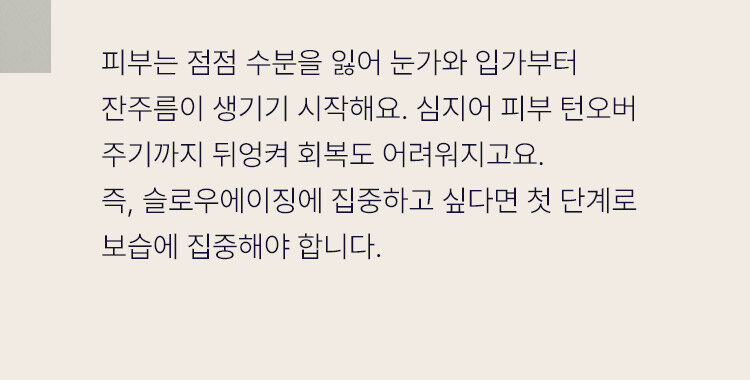 피부는 점점 수분을 잃어 눈가와 입가부터
잔주름이 생기기 시작해요. 심지어 피부 턴오버
주기까지 뒤엉켜 회복도 어려워지고요.
즉, 슬로우에이징에 집중하고 싶다면 첫 단계로
보습에 집중해야 합니다.